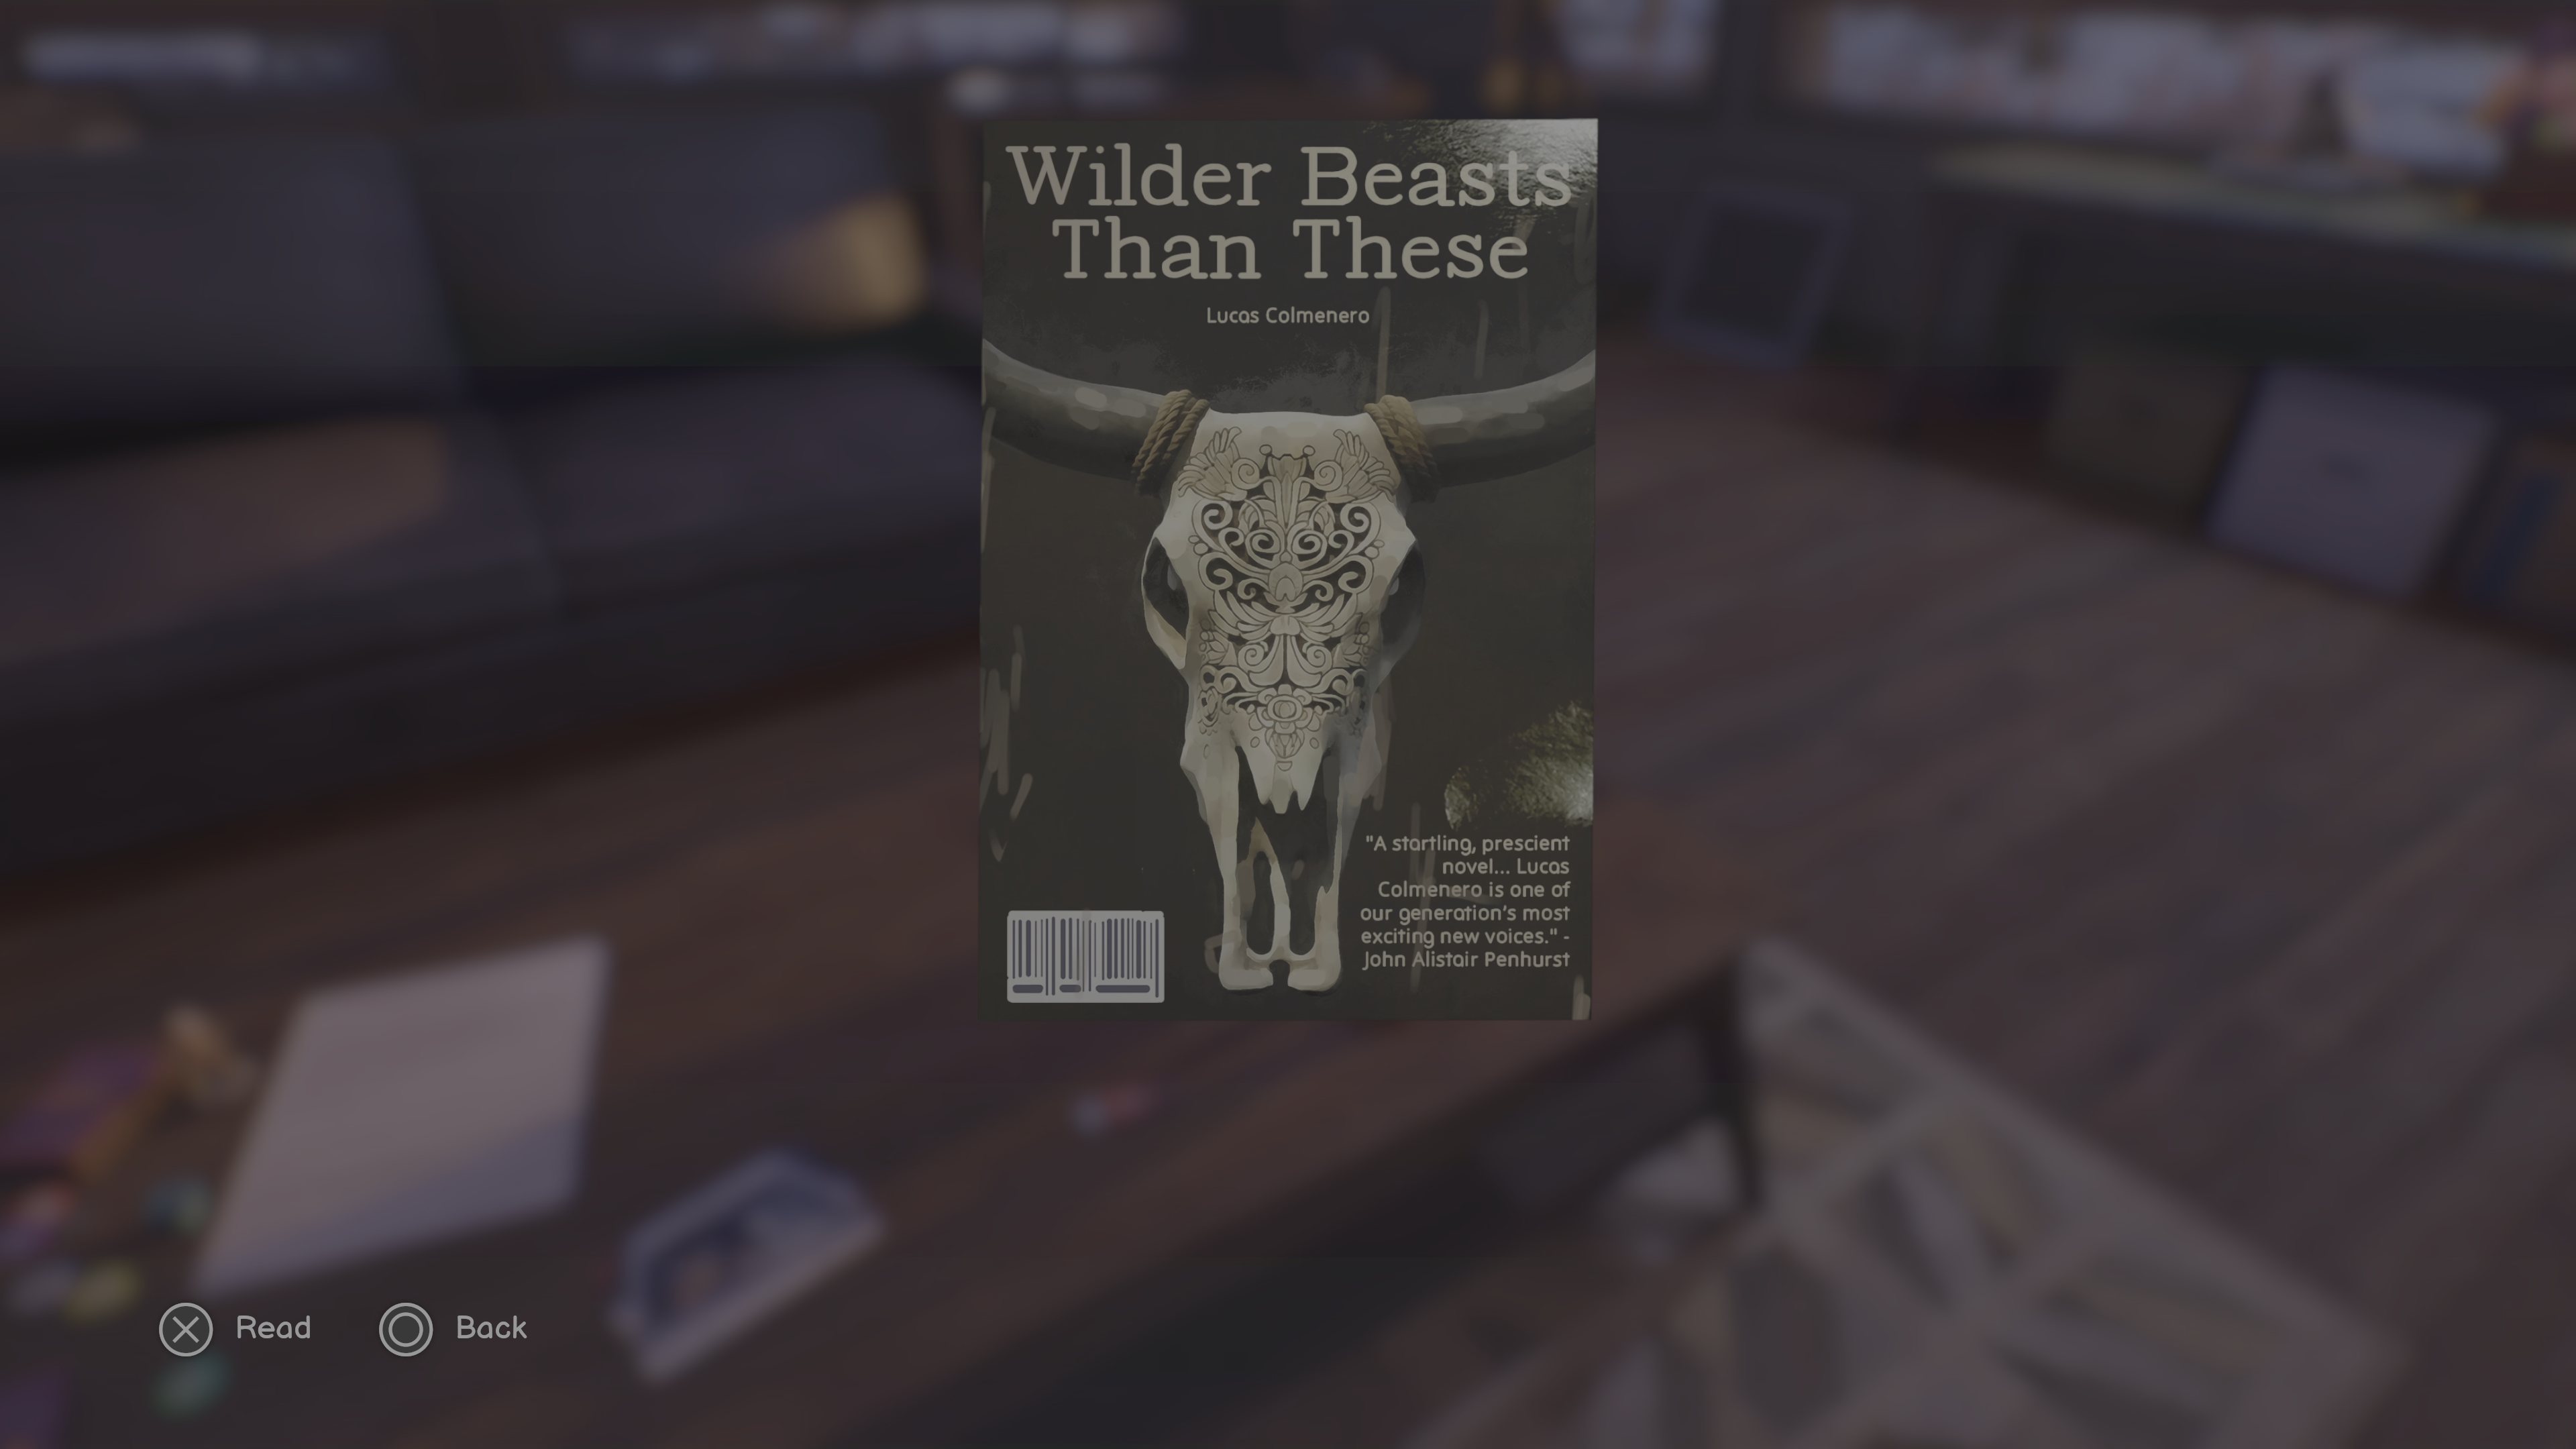 Wilder Beasts
Than These
Lucas Colmenero
"A startling, prescient
novel... Lucas
Colmenero is one of
our generation's most
exciting new voices." -
John Alistair Penhurst
Read
Back